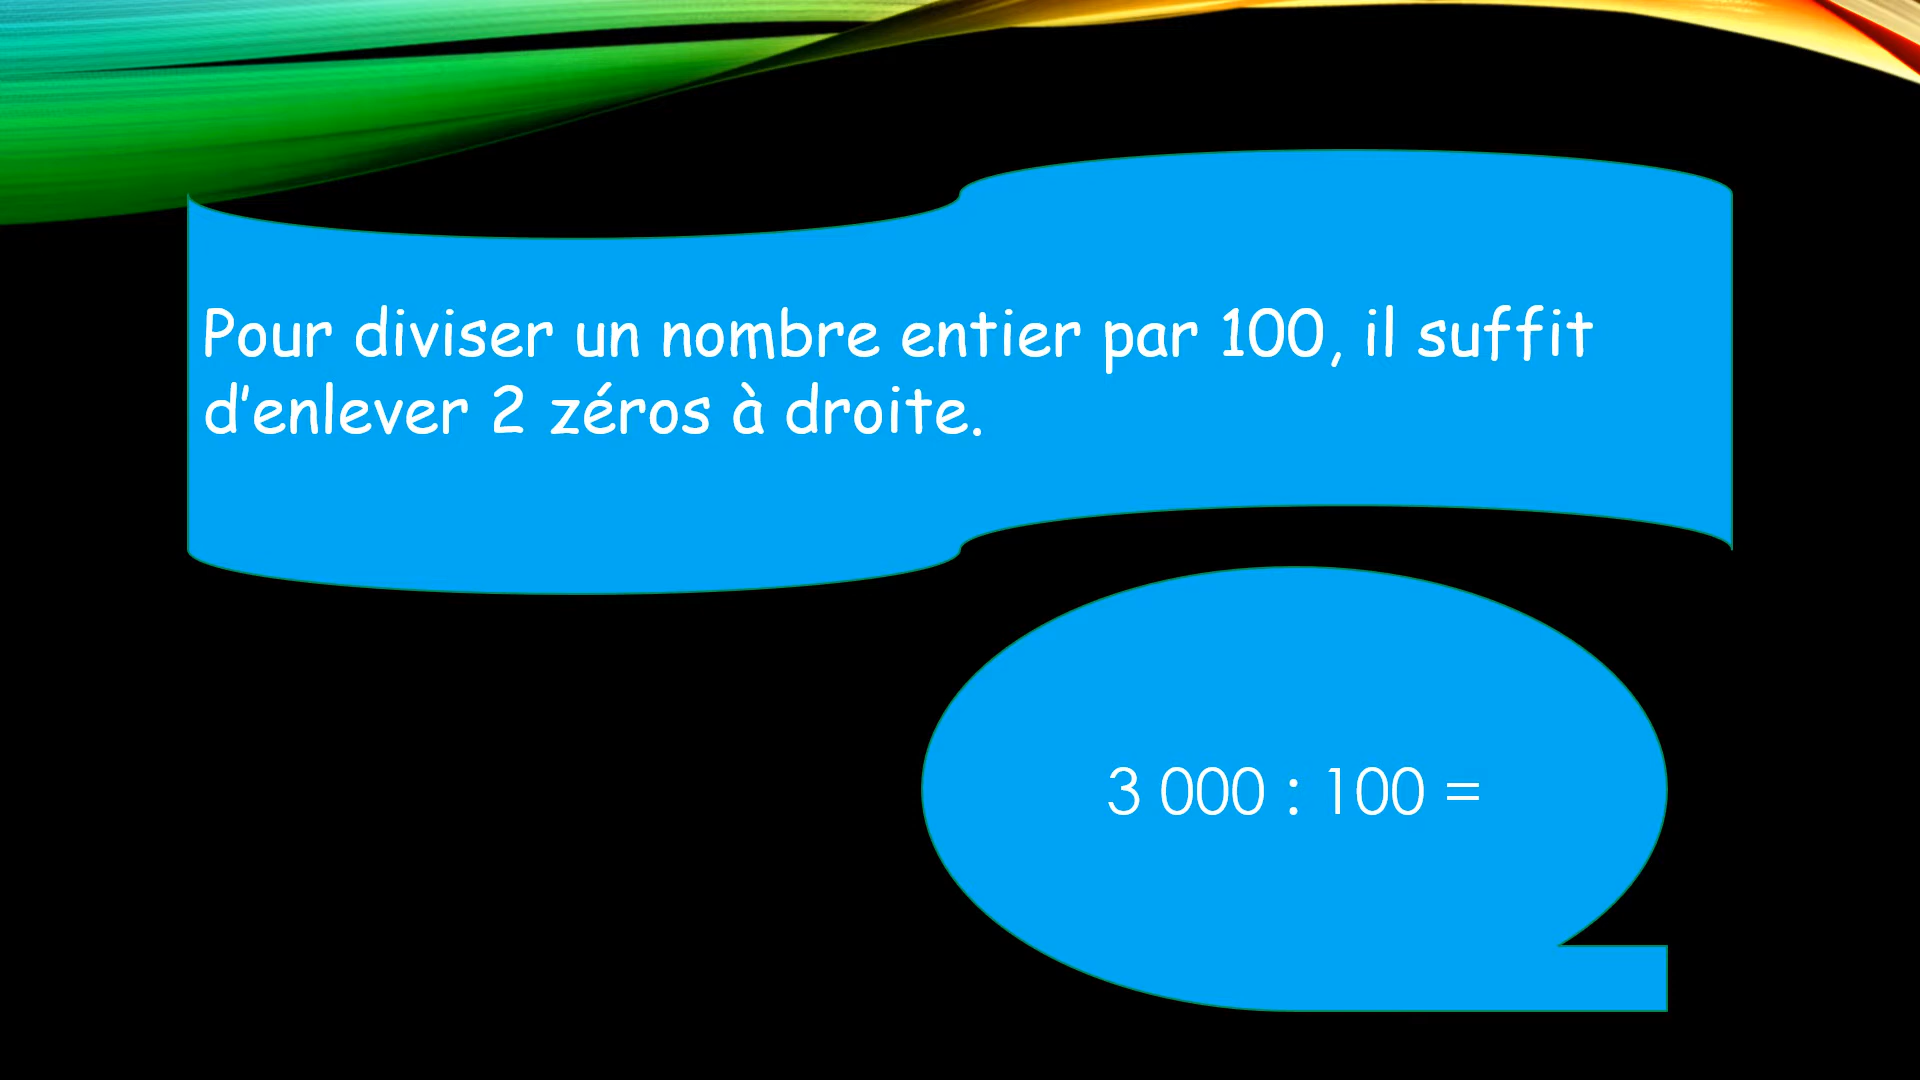 Pour diviser un nombre entier par 100, il suffit
d’enlever 2 zéros à droite.
3 000 : 100 =